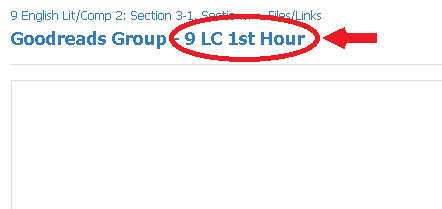 9 English Lit/Comp 2: Section 3-1, Files/Links
Goodreads Group - 9 LC 1st Hour